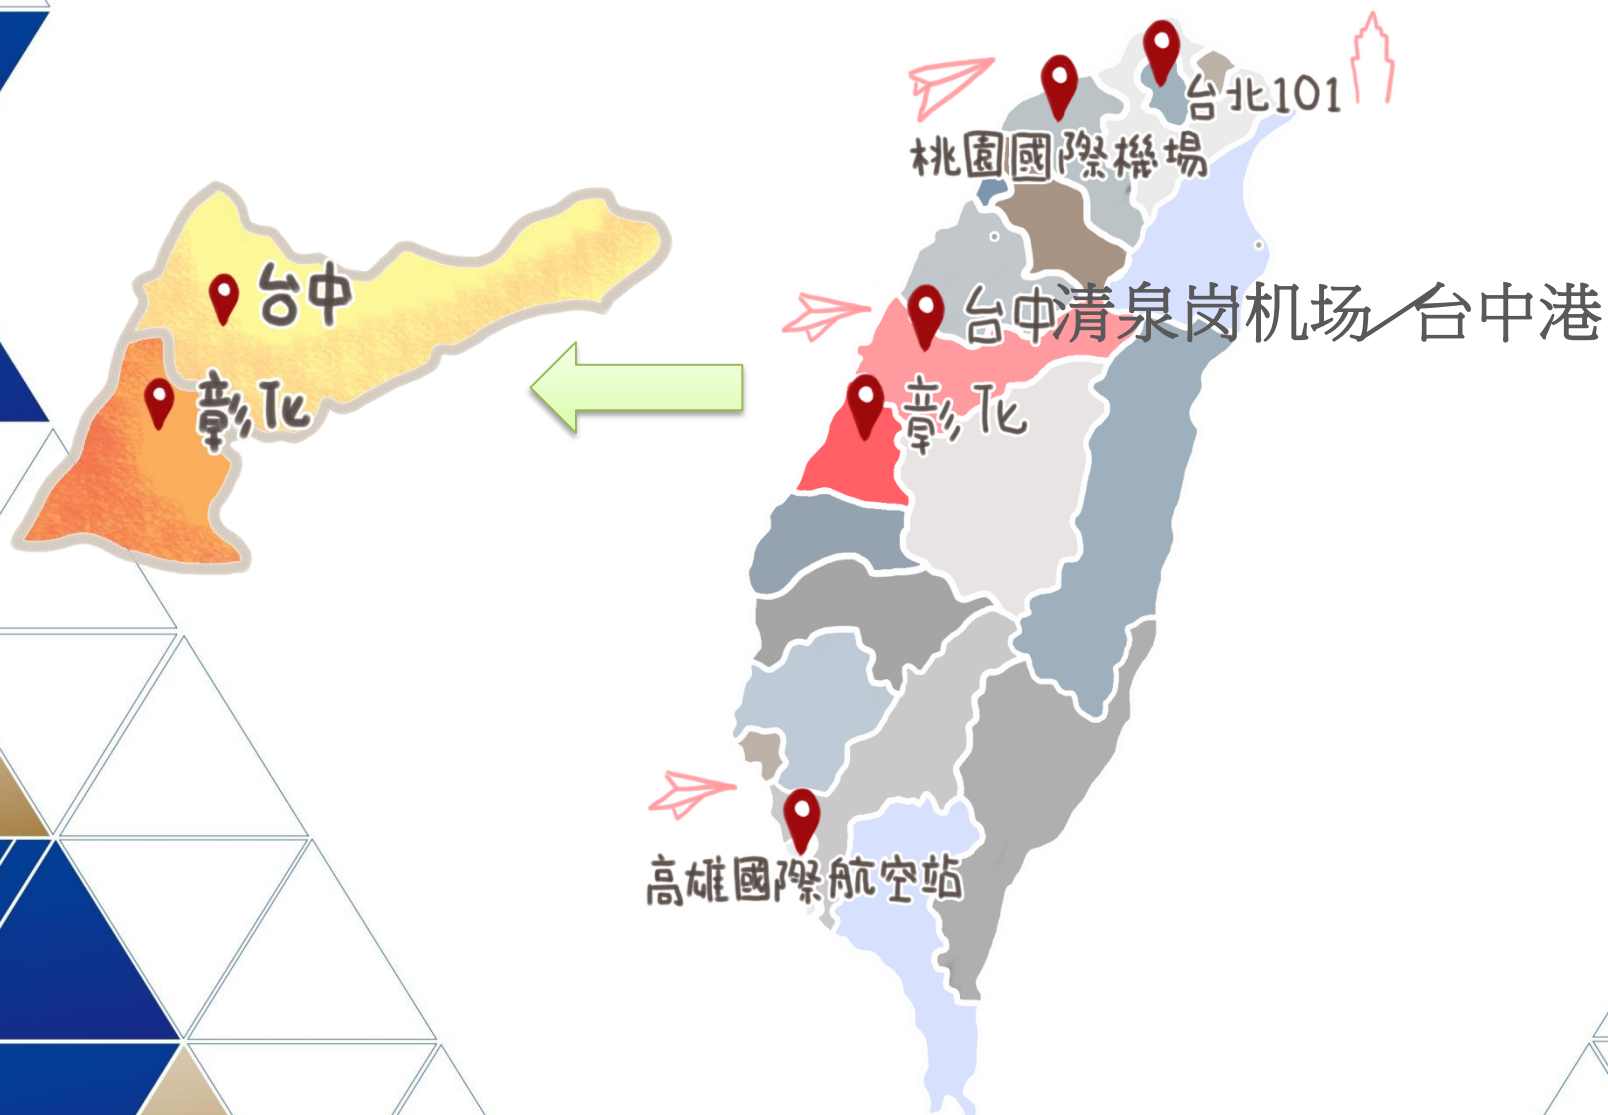 台北101
桃園國際機場
台中
台中清泉岗机场/台中港
彰化
彰化
高雄國際航空站